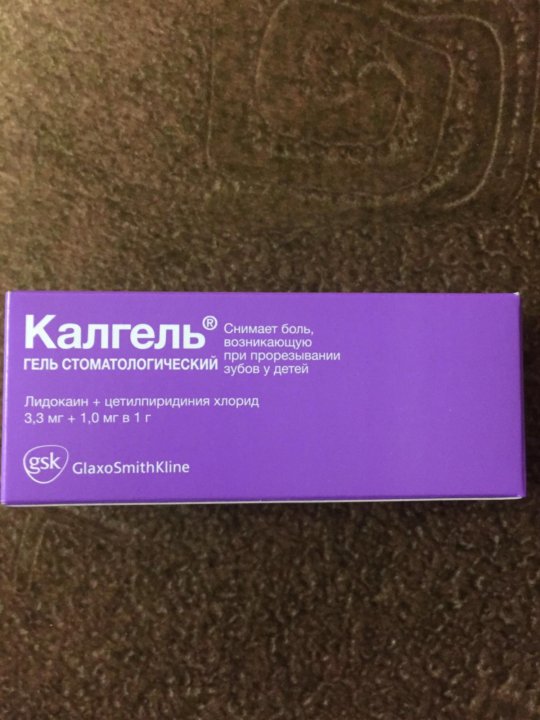 Калгель®
ГЕЛЬ СТОМАТОЛОГИЧЕСКИЙ
Снимает боль,
возникающую
при прорезывании
зубов у детей
Лидокаин + цетилпиридиния хлорид
3,3 мг + 1,0 мг в 1 г
gsk GlaxoSmithKline